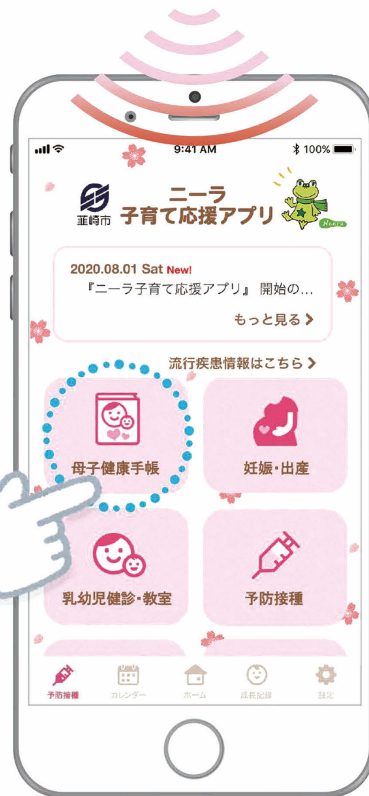 9:41 AM
100%
韮崎市
ニーラ
子育て応援アプリ
2020.08.01 Sat New!
『ニーラ子育て応援アプリ』 開始の...
もっと見る
流行疾患情報はこちら
母子健康手帳
妊娠・出産
乳幼児健診・教室
予防接種
予防接種
カレンダー
ホーム
成長記録
設定